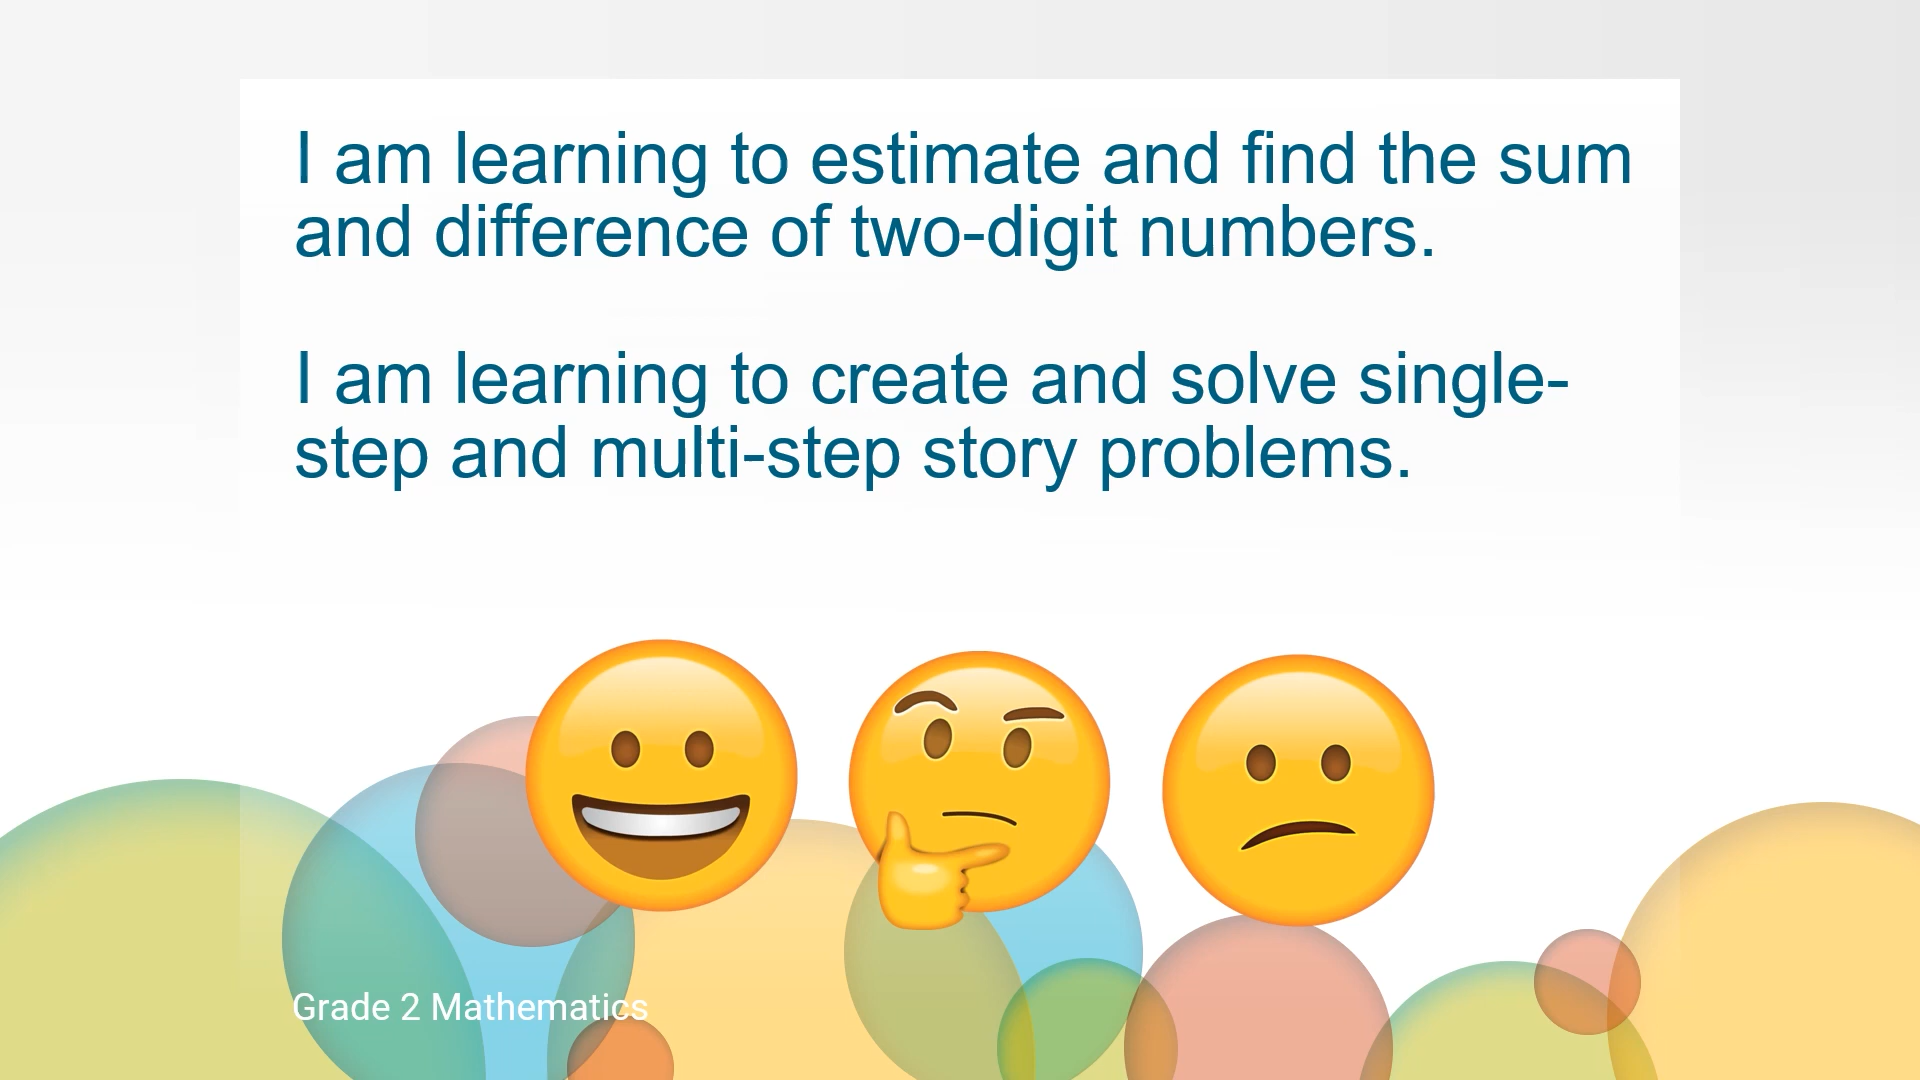 I am learning to estimate and find the sum
and difference of two-digit numbers.
I am learning to create and solve single-
step and multi-step story problems.
Grade 2 Mathematics